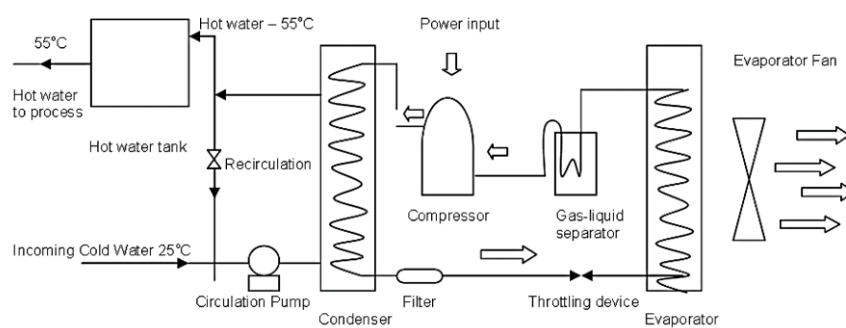 Power input
Hot water – 55°C
55°C
Evaporator Fan
Hot water
to process
Hot water tank
Recirculation
Compressor
Gas-liquid
separator
Incoming Cold Water 25°C
Circulation Pump
Filter
Throttling device
Condenser
Evaporator